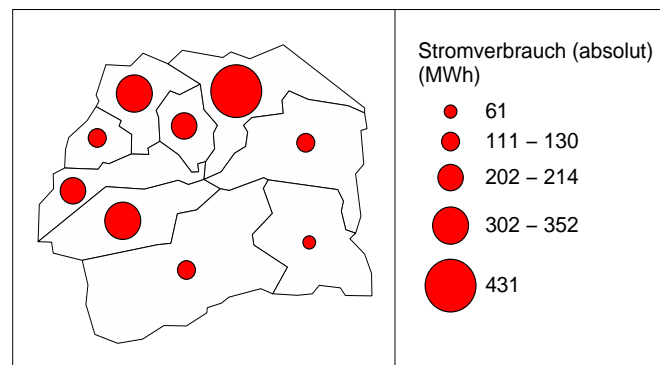 Stromverbrauch (absolut)
(MWh)
61
111 – 130
202 – 214
302 – 352
431